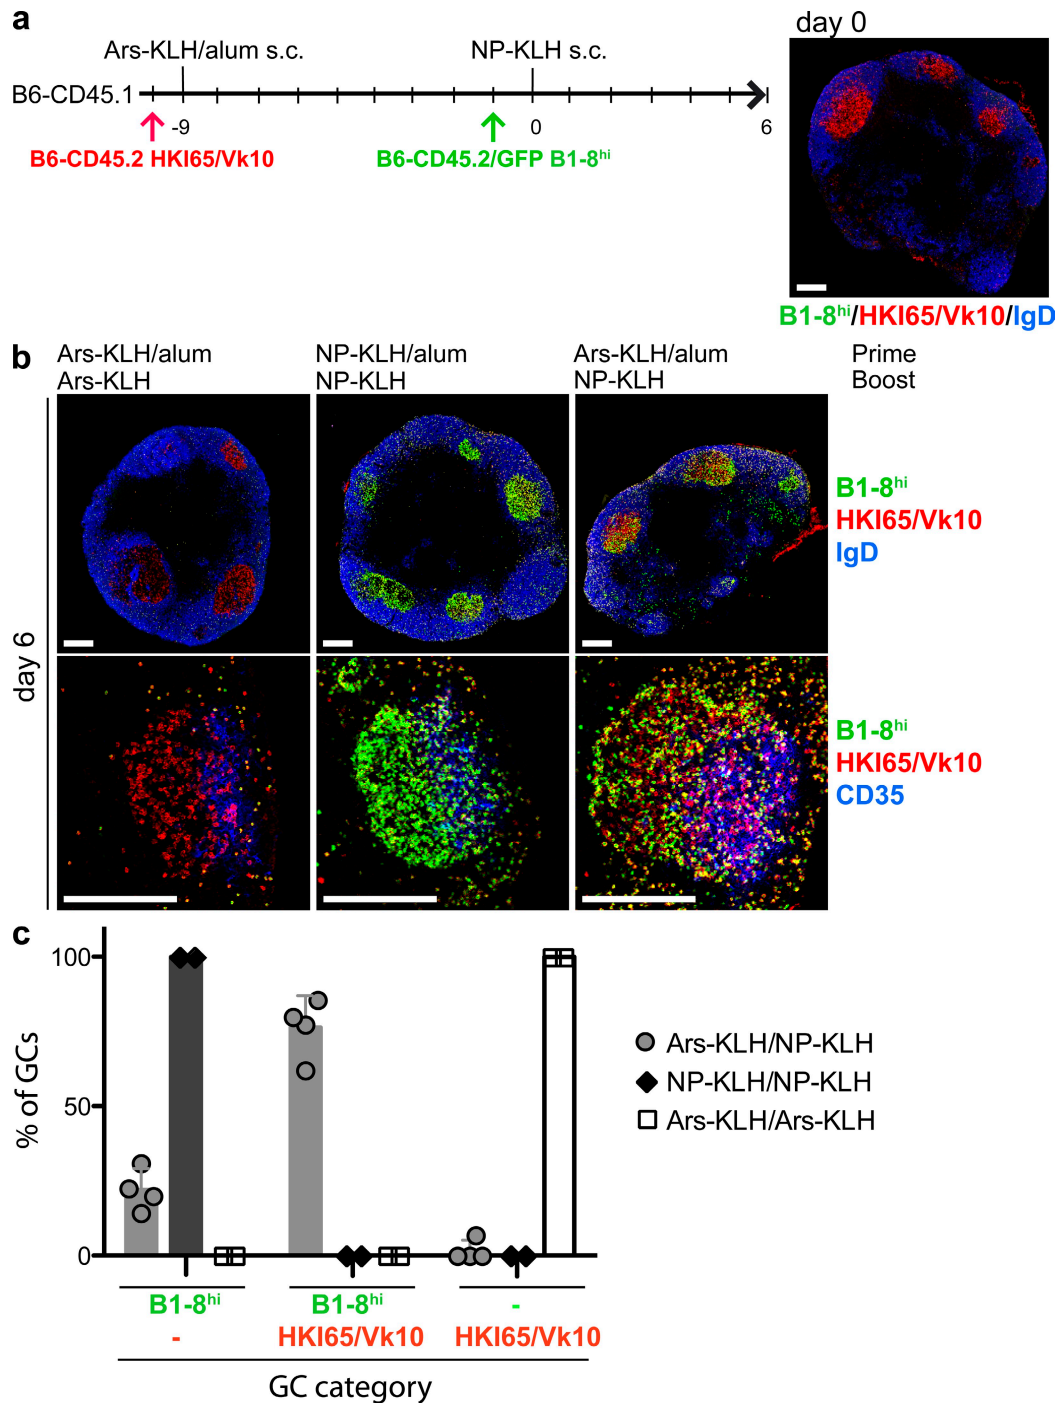 a
Ars-KLH/alum s.c.
NP-KLH s.c.
day 0
B6-CD45.1
-9
0
6
B6-CD45.2 HKI65/Vk10
B6-CD45.2/GFP B1-8hi
B1-8hi/HKI65/Vk10/IgD
b
Ars-KLH/alum
NP-KLH/alum
Ars-KLH/alum
Prime
Ars-KLH
NP-KLH
NP-KLH
Boost
day 6
B1-8hi
HKI65/Vk10
IgD
B1-8hi
HKI65/Vk10
CD35
c
% of GCs
100
50
0
Ars-KLH/NP-KLH
NP-KLH/NP-KLH
Ars-KLH/Ars-KLH
B1-8hi
B1-8hi
-
-
HKI65/Vk10
HKI65/Vk10
GC category